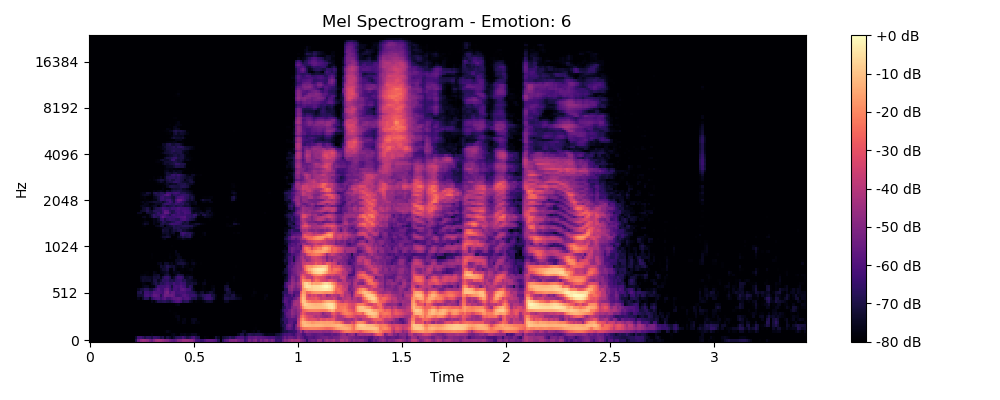 Mel Spectrogram - Emotion: 6
Hz
16384
8192
4096
2048
1024
512
0
0
0.5
1
1.5
2
2.5
3
Time
+0 dB
-10 dB
-20 dB
-30 dB
-40 dB
-50 dB
-60 dB
-70 dB
-80 dB